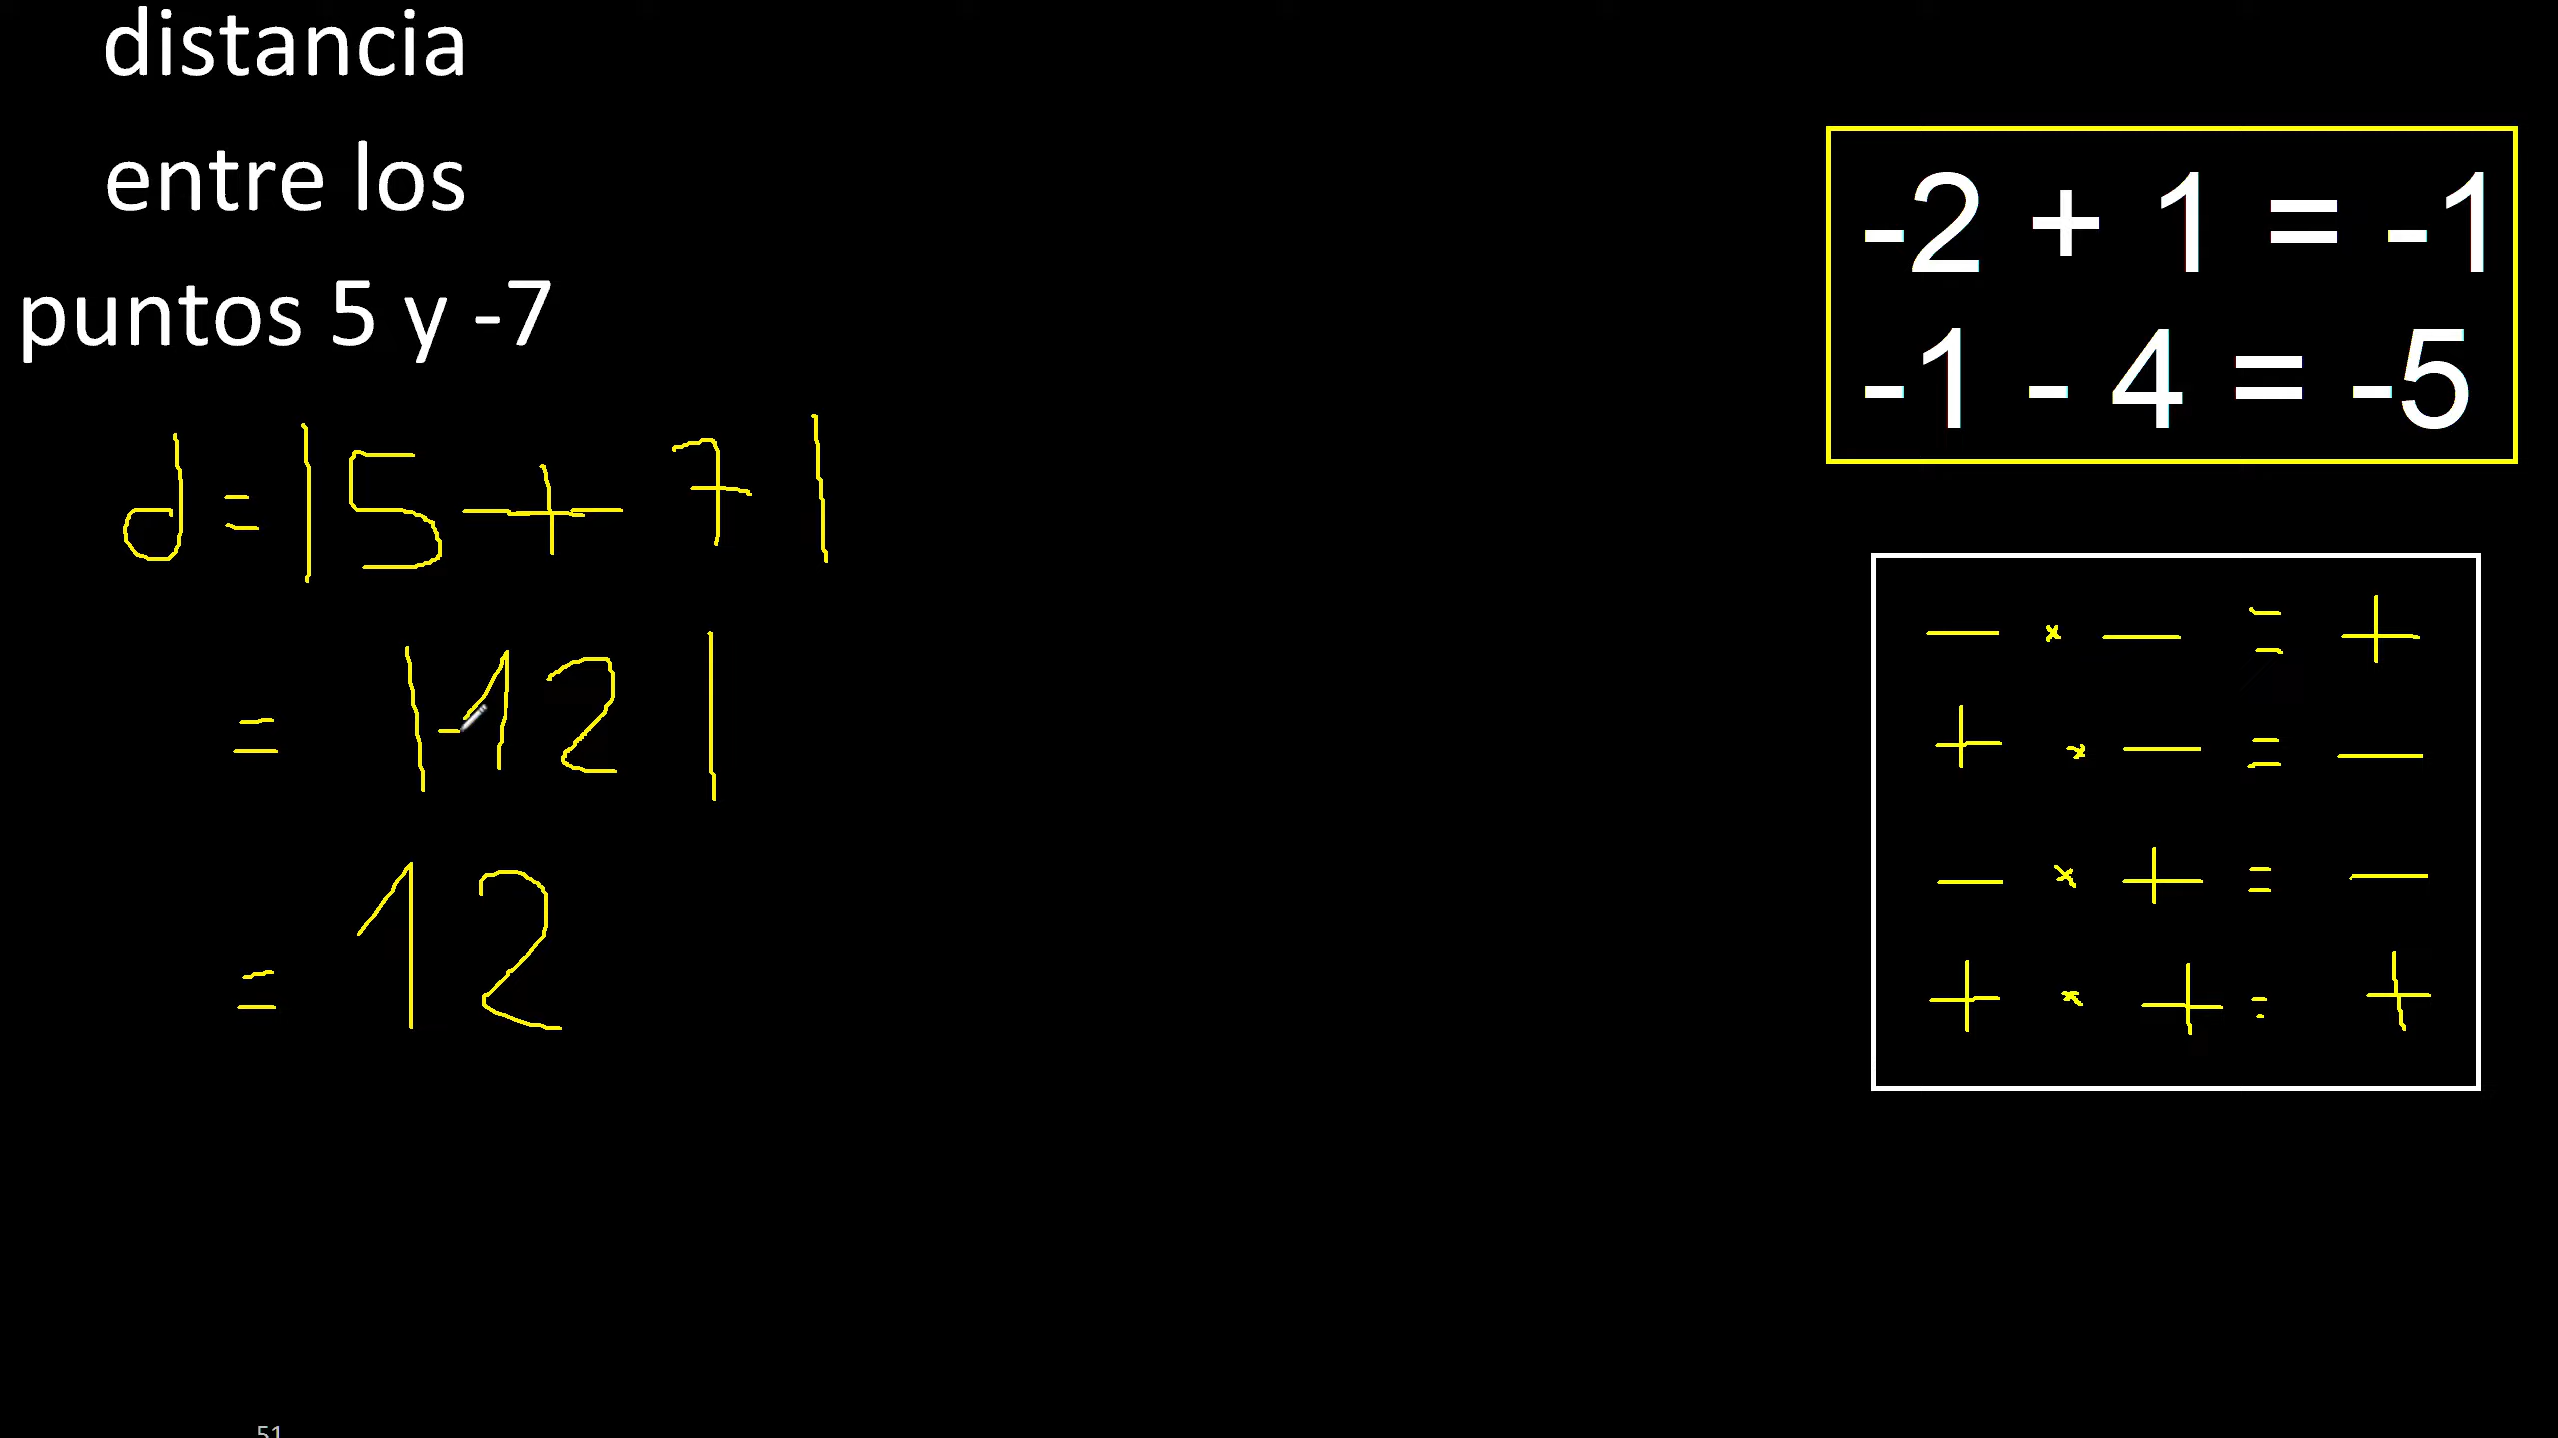 distancia
entre los
puntos 5 y -7
d = |5 + 7|
= |-12|
= 12
-2 + 1 = -1
-1 - 4 = -5
- x - = +
+ x - = -
- x + = -
+ x + = +
51